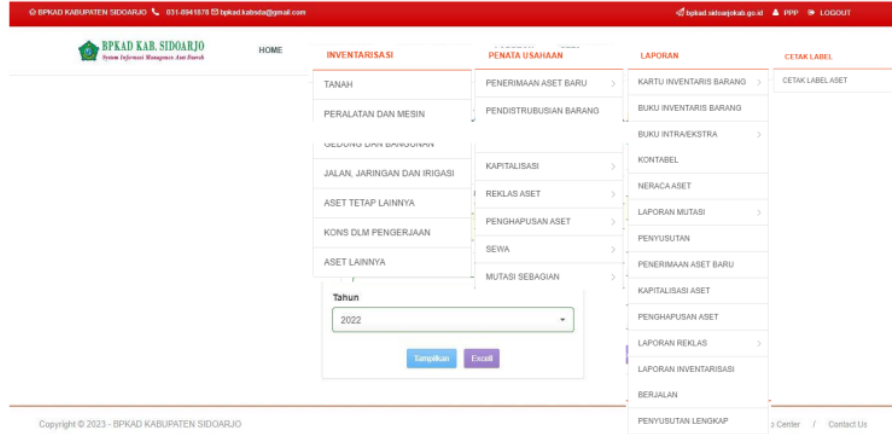 BPKAD KABUPATEN SIDOARJO 031-8941878 bpkad.kabsda@gmail.com
bpkad.sidoarjokab.go.id PPP LOGOUT
BPKAD KAB. SIDOARJO
System Informasi Managemen Aset Daerah
HOME
INVENTARISASI
TANAH
PERALATAN DAN MESIN
GEDUNG DAN BANGUNAN
JALAN, JARINGAN DAN IRIGASI
ASET TETAP LAINNYA
KONS DLM PENGERJAAN
ASET LAINNYA
PENATA USAHAAN
PENERIMAAN ASET BARU
PENDISTRUBUSIAN BARANG
KAPITALISASI
REKLAS ASET
PENGHAPUSAN ASET
SEWA
MUTASI SEBAGIAN
LAPORAN
KARTU INVENTARIS BARANG
BUKU INVENTARIS BARANG
BUKU INTRA/EKSTRA
KONTABEL
NERACA ASET
LAPORAN MUTASI
PENYUSUTAN
PENERIMAAN ASET BARU
KAPITALISASI ASET
PENGHAPUSAN ASET
LAPORAN REKLAS
LAPORAN INVENTARISASI
BERJALAN
PENYUSUTAN LENGKAP
CETAK LABEL
CETAK LABEL ASET
Tahun
2022
Tampilkan Excell
Copyright © 2023 - BPKAD KABUPATEN SIDOARJO
Center / Contact Us